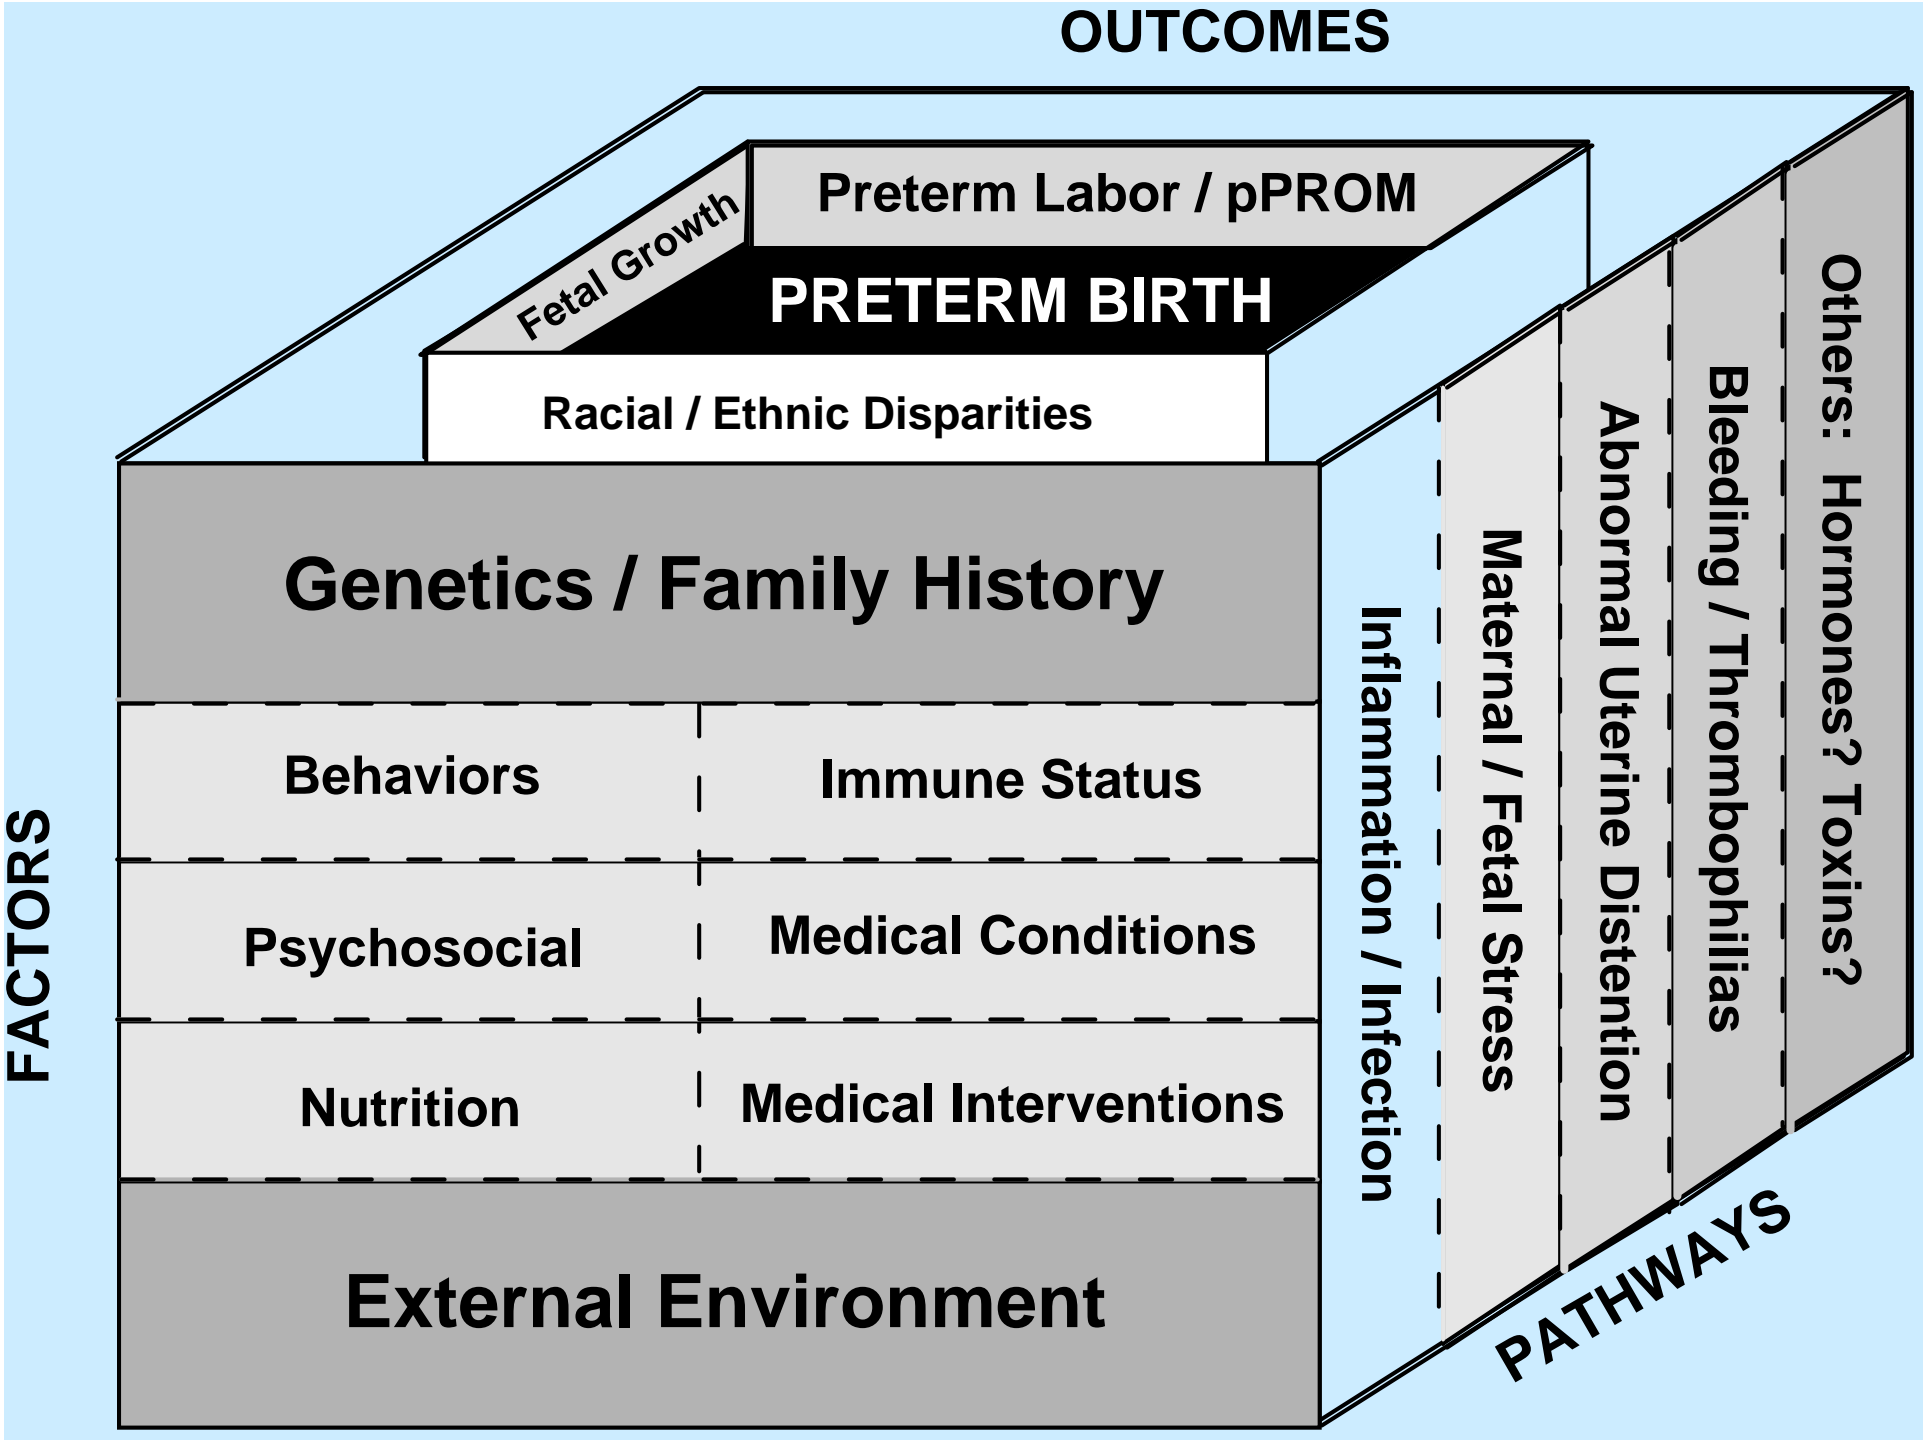 OUTCOMES
Preterm Labor / pPROM
Fetal Growth
PRETERM BIRTH
Racial / Ethnic Disparities
FACTORS
Genetics / Family History
Behaviors
Immune Status
Psychosocial
Medical Conditions
Nutrition
Medical Interventions
External Environment
Inflammation / Infection
Maternal / Fetal Stress
Abnormal Uterine Distention
Bleeding / Thrombophilias
Others: Hormones? Toxins?
PATHWAYS